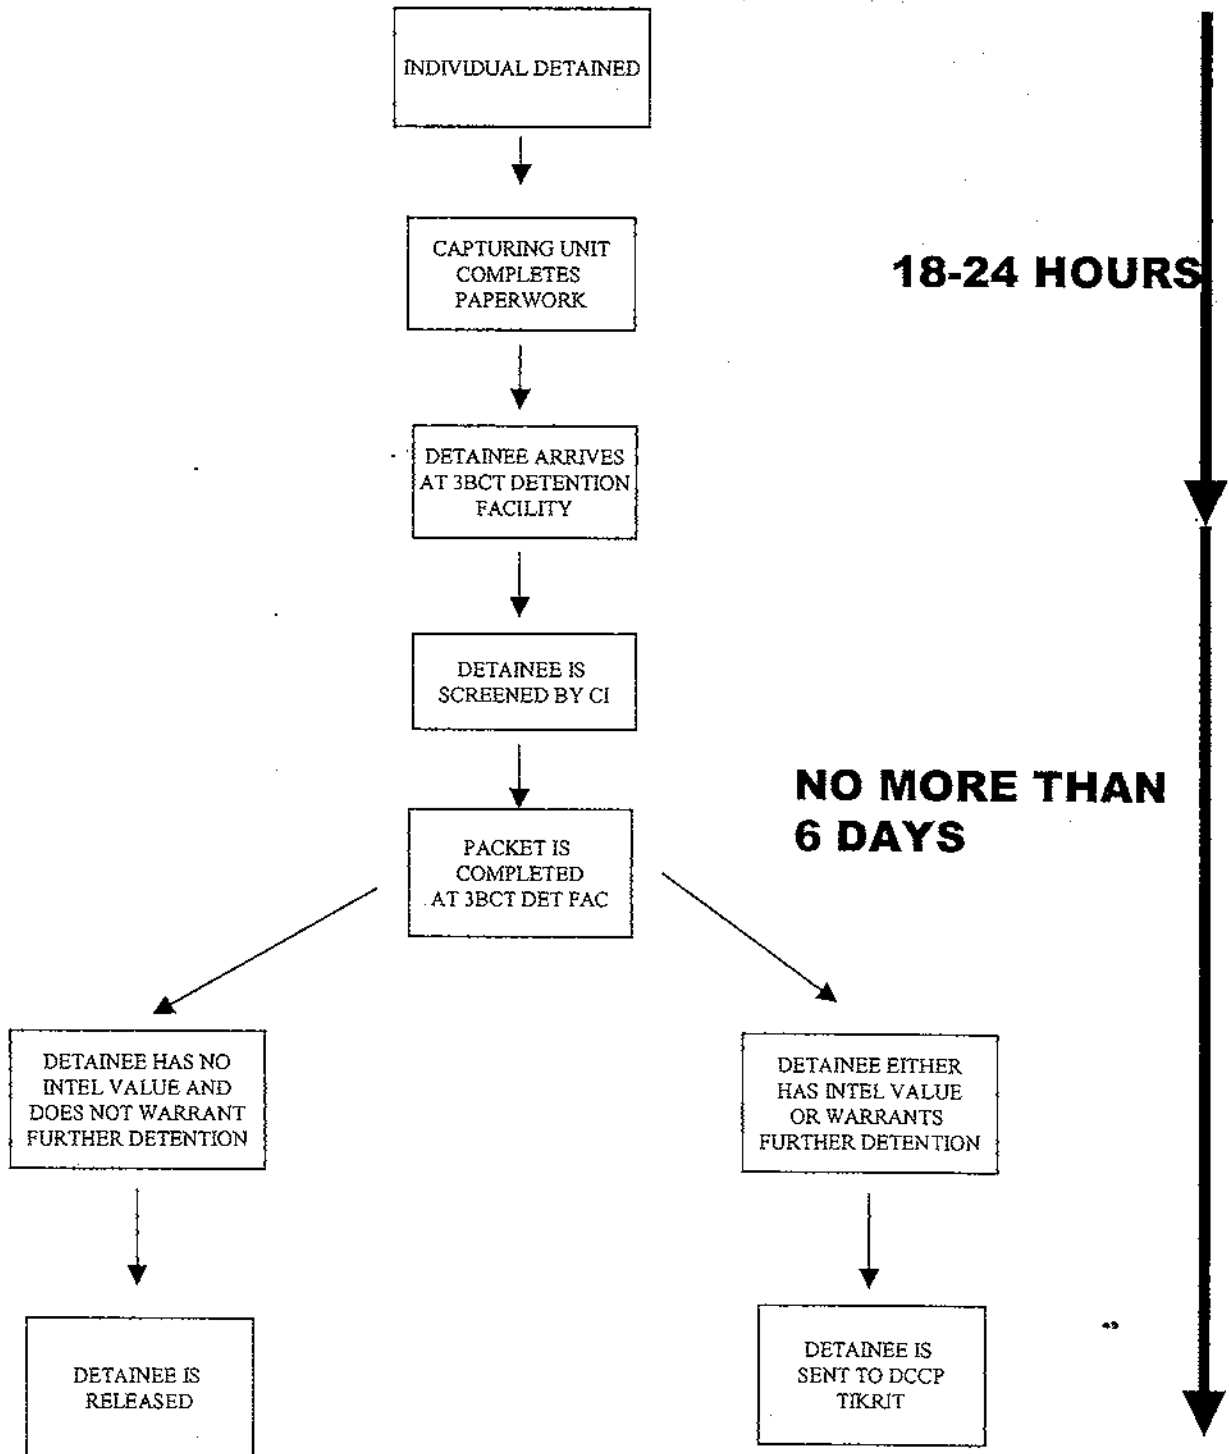 INDIVIDUAL DETAINED
CAPTURING UNIT
COMPLETES
PAPERWORK
18-24 HOURS
DETAINEE ARRIVES
AT 3BCT DETENTION
FACILITY
DETAINEE IS
SCREENED BY CI
NO MORE THAN
6 DAYS
PACKET IS
COMPLETED
AT 3BCT DET FAC
DETAINEE HAS NO
INTEL VALUE AND
DOES NOT WARRANT
FURTHER DETENTION
DETAINEE EITHER
HAS INTEL VALUE
OR WARRANTS
FURTHER DETENTION
DETAINEE IS
RELEASED
DETAINEE IS
SENT TO DCCP
TIKRIT